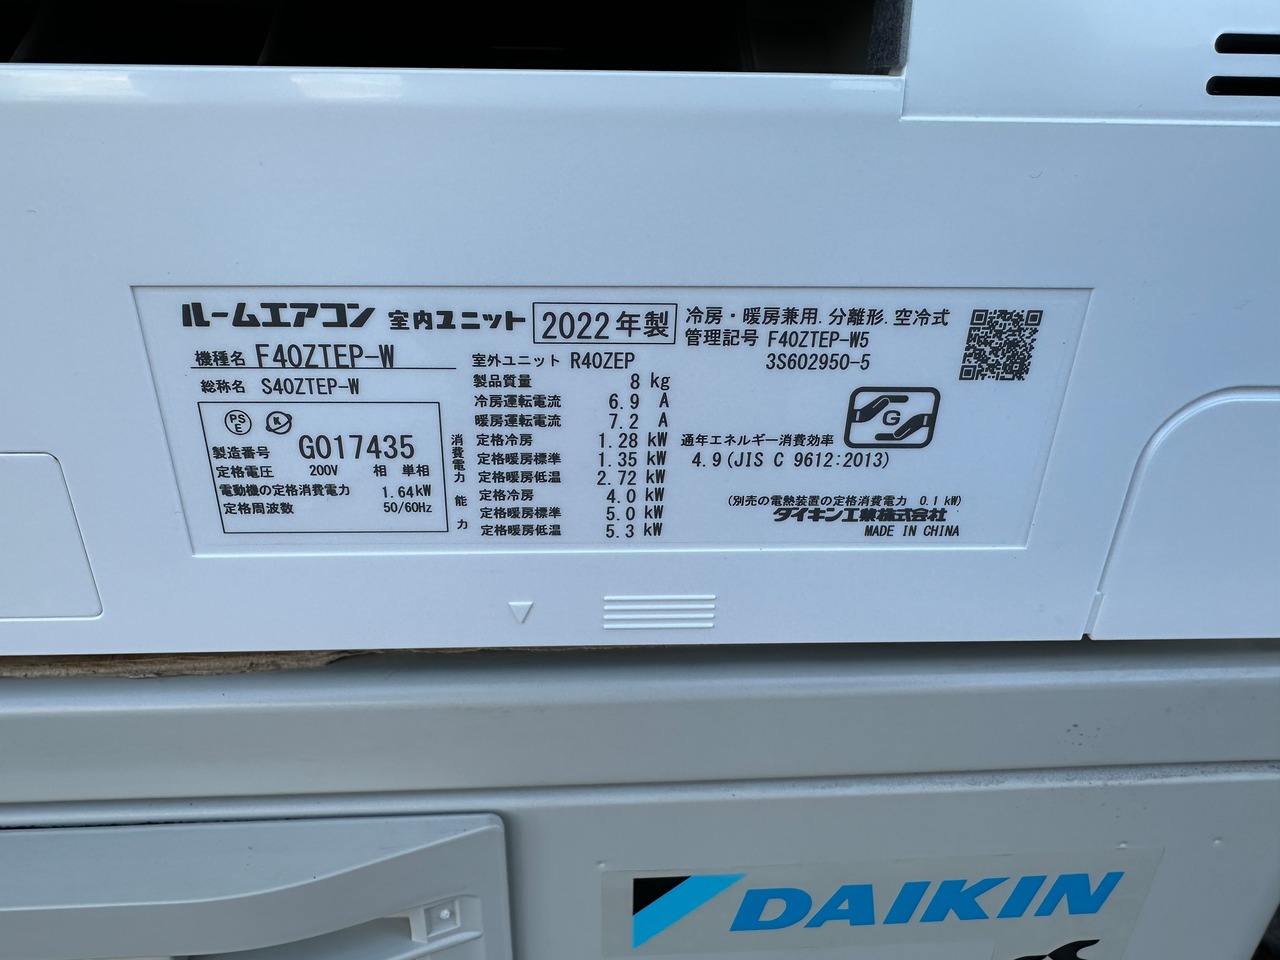 ルームエアコン 室内ユニット 2022年製
冷房・暖房兼用.分離形.空冷式
機種名 F40ZTEP-W
室外ユニット R40ZEP
管理記号 F40ZTEP-W5
3S602950-5
総称名 S40ZTEP-W
製品質量 8 kg
冷房運転電流 6.9 A
暖房運転電流 7.2 A
消費電力
定格冷房 1.28 kW
定格暖房標準 1.35 kW
定格暖房低温 2.72 kW
能力
定格冷房 4.0 kW
定格暖房標準 5.0 kW
定格暖房低温 5.3 kW
PS
E
K
製造番号 G017435
定格電圧 200V 相 単相
電動機の定格消費電力 1.64kW
定格周波数 50/60Hz
G
通年エネルギー消費効率
4.9(JIS C 9612:2013)
(別売の電熱装置の定格消費電力 0.1 kW)
ダイキン工業株式会社
MADE IN CHINA
DAIKIN